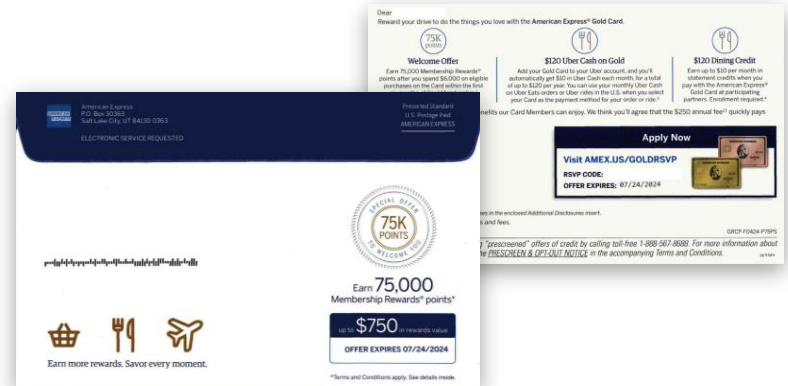 Dear
Reward your drive to do the things you love with the American Express® Gold Card.
75K
points
Welcome Offer
Earn 75,000 Membership Rewards®
points after you spend $6,000 on eligible
purchases on the Card within the first
$120 Uber Cash on Gold
Add your Gold Card to your Uber account, and you'll
automatically get $10 in Uber Cash each month, for a total
of up to $120 per year. You can use your monthly Uber Cash
on Uber Eats orders or Uber rides in the U.S. when you select
your Card as the payment method for your order or ride.
$120 Dining Credit
Earn up to $10 per month in
statement credits when you
pay with the American Express®
Gold Card at participating
partners. Enrollment required.
benefits our Card Members can enjoy. We think you'll agree that the $250 annual fee quickly pays
Apply Now
Visit AMEX.US/GOLDRSVP
RSVP CODE:
OFFER EXPIRES: 07/24/2024
in the enclosed Additional Disclosures insert.
and fees.
GRCP-F0424-P75PS
"prescreened" offers of credit by calling toll-free 1-888-567-8688. For more information about
PRESCREEN & OPT-OUT NOTICE in the accompanying Terms and Conditions.
AMERICAN
EXPRESS
American Express
P.O. Box 30363
Salt Lake City, UT 84130 0363
ELECTRONIC SERVICE REQUESTED
Presorted Standard
U.S. Postage Paid
AMERICAN EXPRESS
SPECIAL OFFER
75K
POINTS
TO WELCOME YOU
Earn 75,000
Membership Rewards® points*
up to $750 in rewards value
OFFER EXPIRES 07/24/2024
Earn more rewards. Savor every moment.
*Terms and Conditions apply. See details inside.